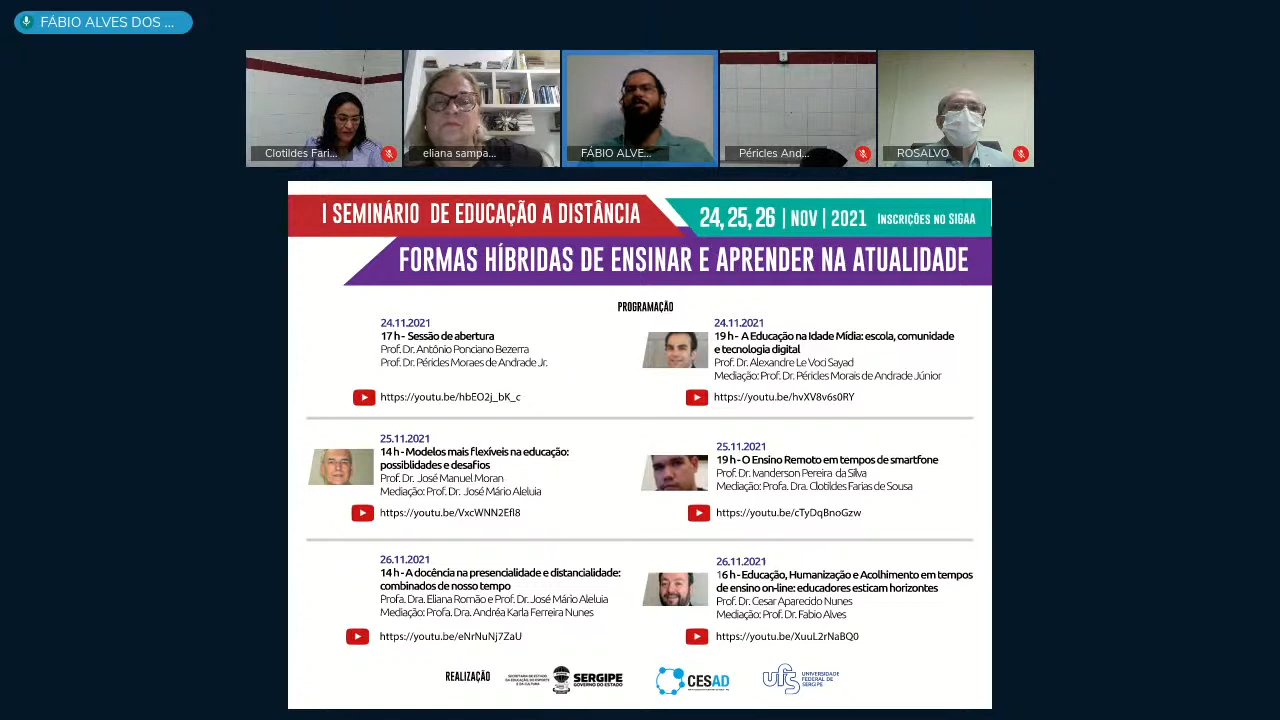 FÁBIO ALVES DOS ...
Clotildes Fari...
eliana sampa...
FÁBIO ALVE...
Péricles And...
ROSALVO
I SEMINÁRIO DE EDUCAÇÃO A DISTÂNCIA
24, 25, 26 | NOV | 2021 INSCRIÇÕES NO SIGAA
FORMAS HÍBRIDAS DE ENSINAR E APRENDER NA ATUALIDADE
PROGRAMAÇÃO
24.11.2021
17 h - Sessão de abertura
Prof. Dr. Antônio Ponciano Bezerra
Prof. Dr. Péricles Moraes de Andrade Jr.
https://youtu.be/hbEO2j_bK_c
24.11.2021
19 h - A Educação na Idade Mídia: escola, comunidade
e tecnologia digital
Prof. Dr. Alexandre Le Voci Sayad
Mediação: Prof. Dr. Péricles Morais de Andrade Júnior
https://youtu.be/hvXV8v6s0RY
25.11.2021
14 h - Modelos mais flexíveis na educação:
possiblidades e desafios
Prof. Dr. José Manuel Moran
Mediação: Prof. Dr. José Mário Aleluia
https://youtu.be/VxcWNN2Efl8
25.11.2021
19 h - O Ensino Remoto em tempos de smartfone
Prof. Dr. Ivanderson Pereira da Silva
Mediação: Profa. Dra. Clotildes Farias de Sousa
https://youtu.be/cTyDqBnoGzw
26.11.2021
14 h - A docência na presencialidade e distancialidade:
combinados de nosso tempo
Profa. Dra. Eliana Romão e Prof. Dr. José Mário Aleluia
Mediação: Profa. Dra. Andréa Karla Ferreira Nunes
https://youtu.be/eNrNuNj7ZaU
26.11.2021
16 h - Educação, Humanização e Acolhimento em tempos
de ensino on-line: educadores esticam horizontes
Prof. Dr. Cesar Aparecido Nunes
Mediação: Prof. Dr. Fabio Alves
https://youtu.be/XuuL2rNaBQ0
REALIZAÇÃO
SECRETARIA DE ESTADO
DA EDUCAÇÃO, DO ESPORTE
E DA CULTURA
SERGIPE
GOVERNO DO ESTADO
CESAD
ufs
UNIVERSIDADE
FEDERAL DE
SERGIPE